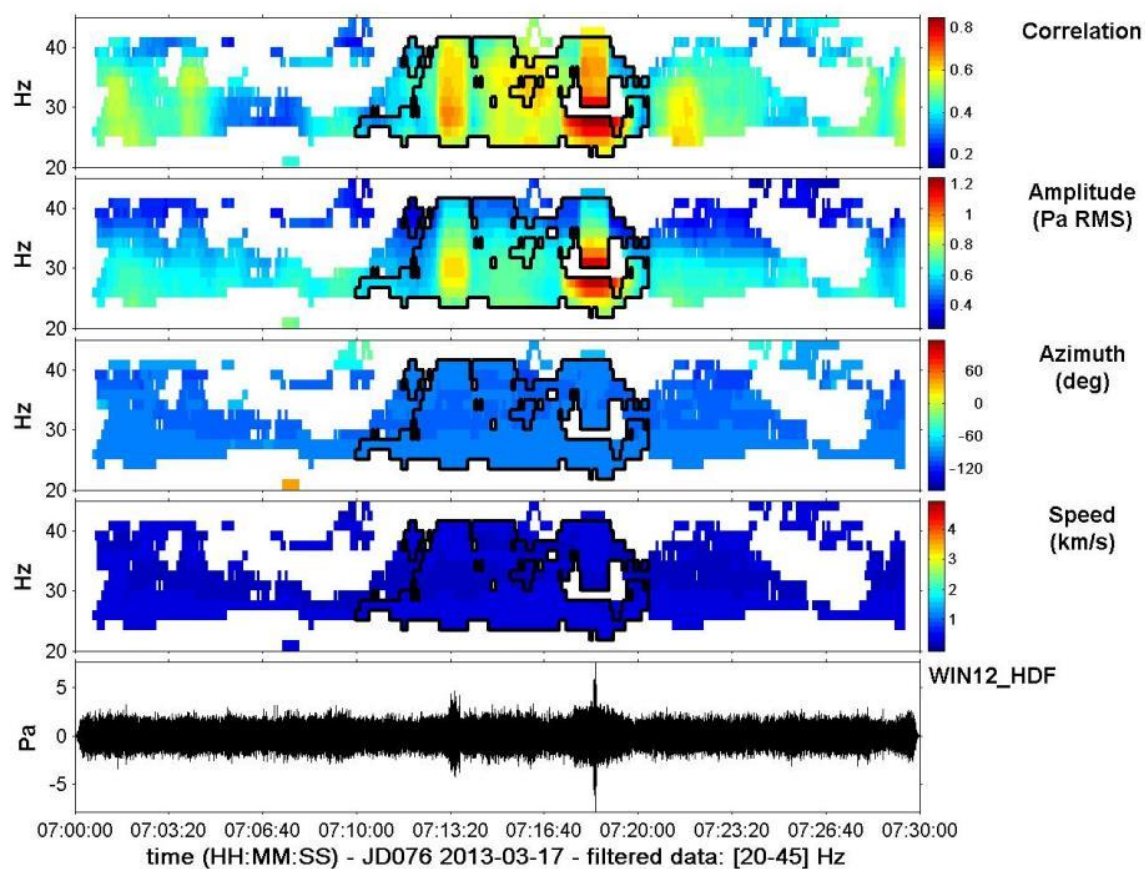 40
30
20
Hz
0.8
0.6
0.4
0.2
Correlation
40
30
20
Hz
1.2
1
0.8
0.6
0.4
Amplitude
(Pa RMS)
40
30
20
Hz
60
0
-60
-120
Azimuth
(deg)
40
30
20
Hz
4
3
2
1
Speed
(km/s)
5
0
-5
Pa
WIN12_HDF
07:00:00 07:03:20 07:06:40 07:10:00 07:13:20 07:16:40 07:20:00 07:23:20 07:26:40 07:30:00
time (HH:MM:SS) - JD076 2013-03-17 - filtered data: [20-45] Hz